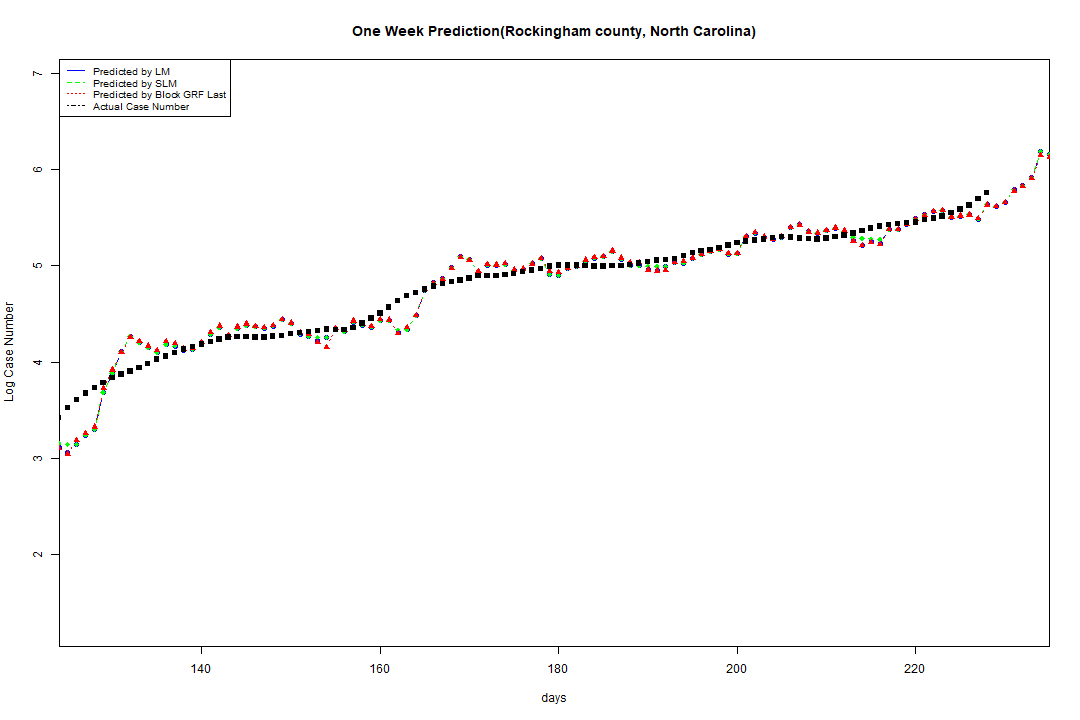 One Week Prediction(Rockingham county, North Carolina)
Predicted by LM
Predicted by SLM
Predicted by Block GRF Last
Actual Case Number
7
6
5
4
3
2
Log Case Number
140 160 180 200 220
days